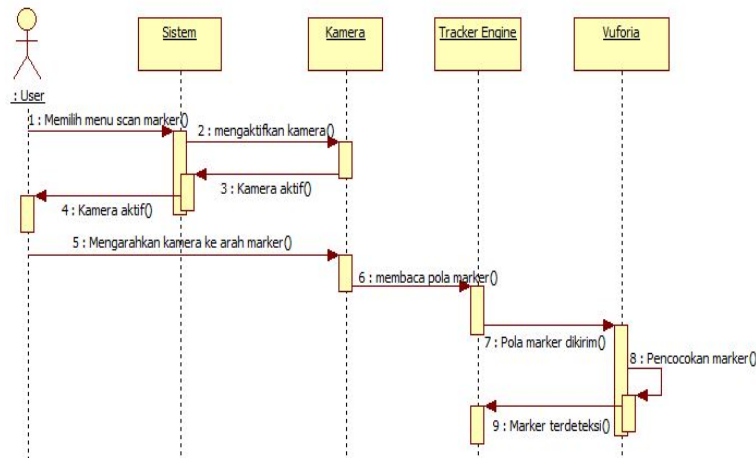 Sistem
Kamera
Tracker Engine
Vuforia
: User
1 : Memilih menu scan marker()
2 : mengaktifkan kamera()
3 : Kamera aktif()
4 : Kamera aktif()
5 : Mengarahkan kamera ke arah marker()
6 : membaca pola marker()
7 : Pola marker dikirim()
8 : Pencocokan marker()
9 : Marker terdeteksi()